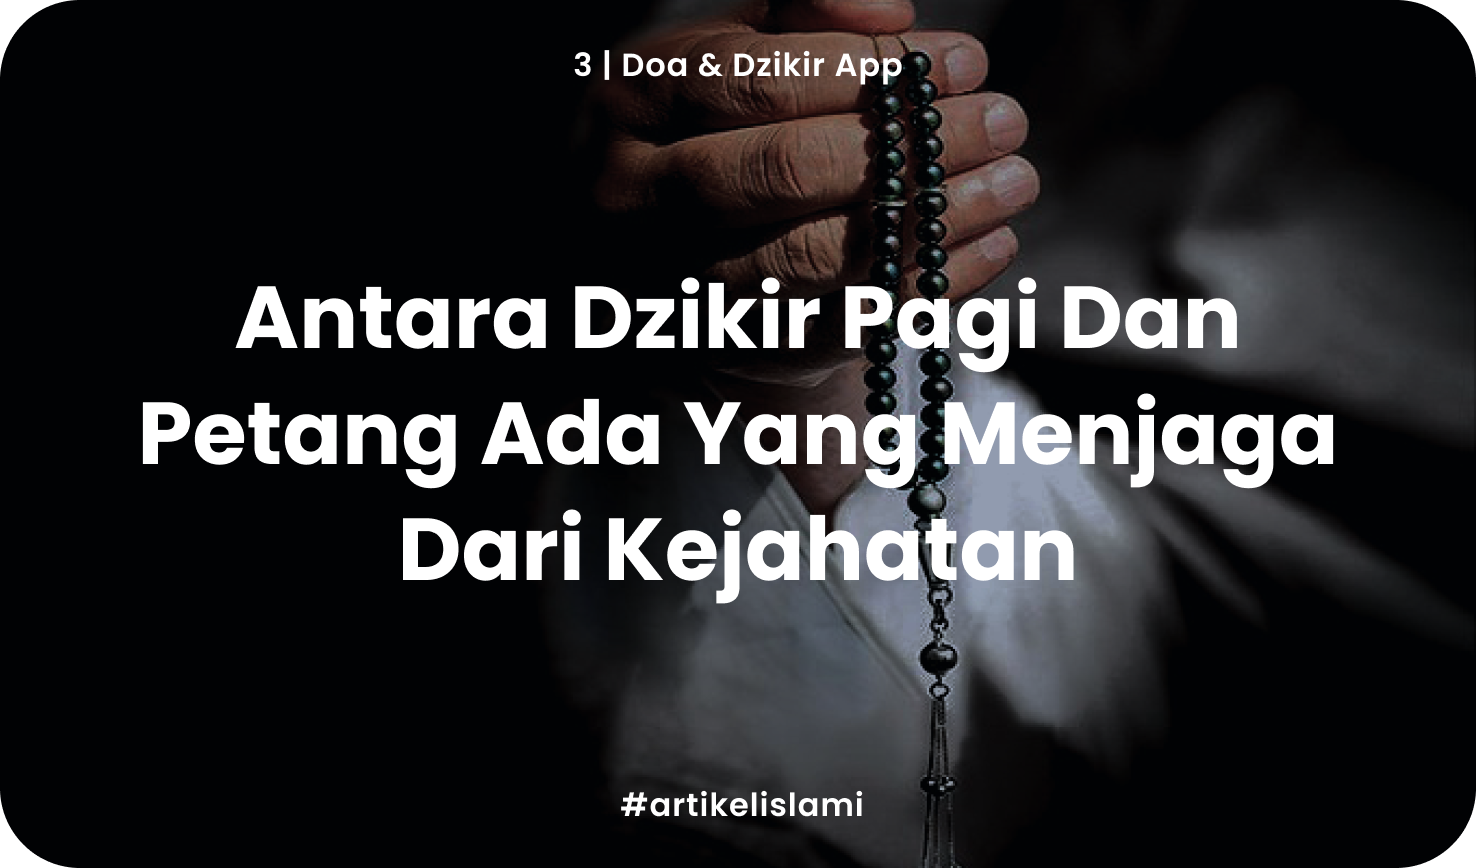 3 | Doa & Dzikir App
Antara Dzikir Pagi Dan
Petang Ada Yang Menjaga
Dari Kejahatan
#artikelislami